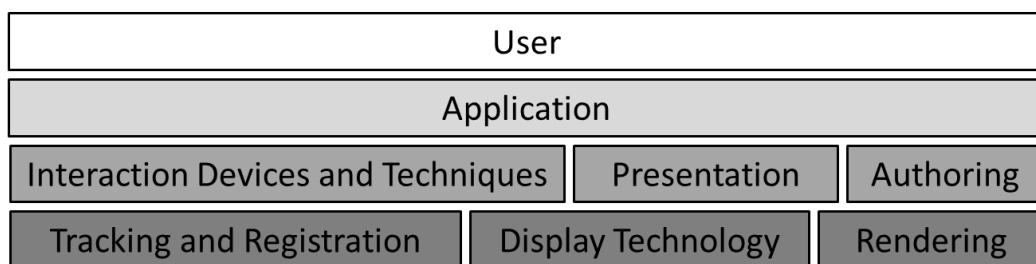 User
Application
Interaction Devices and Techniques
Presentation
Authoring
Tracking and Registration
Display Technology
Rendering